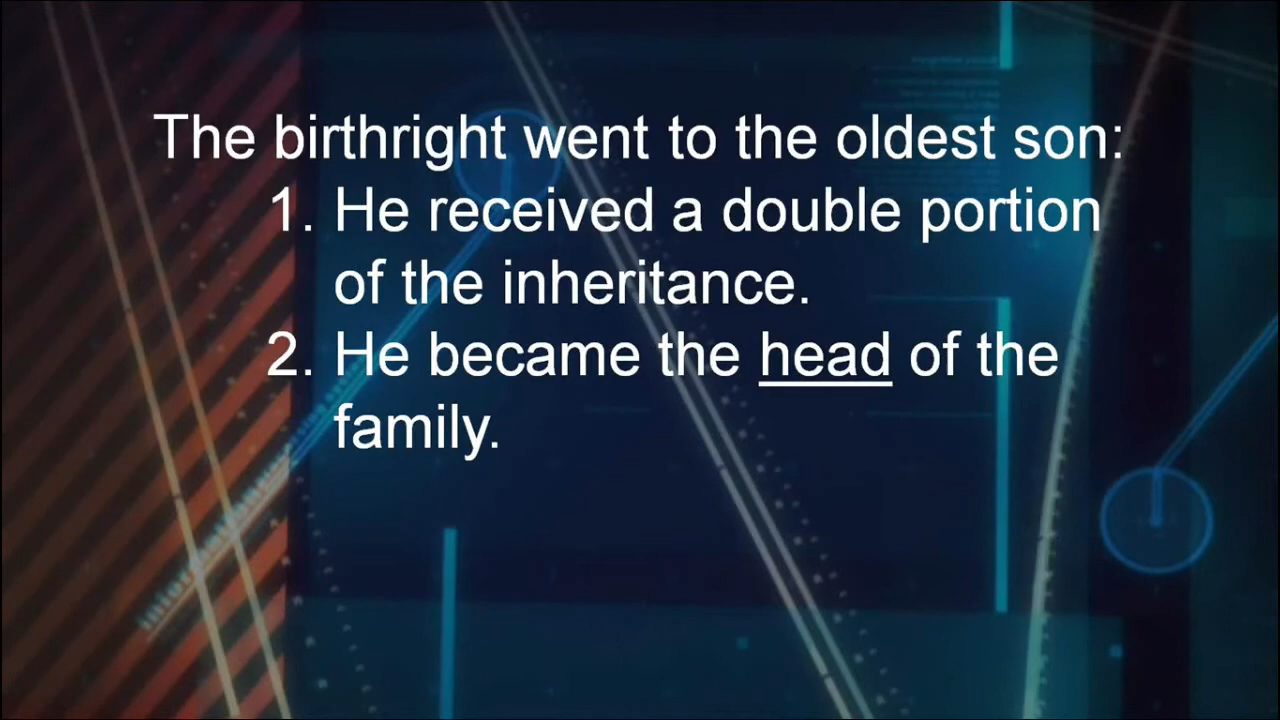 The birthright went to the oldest son:
1. He received a double portion
of the inheritance.
2. He became the head of the
family.